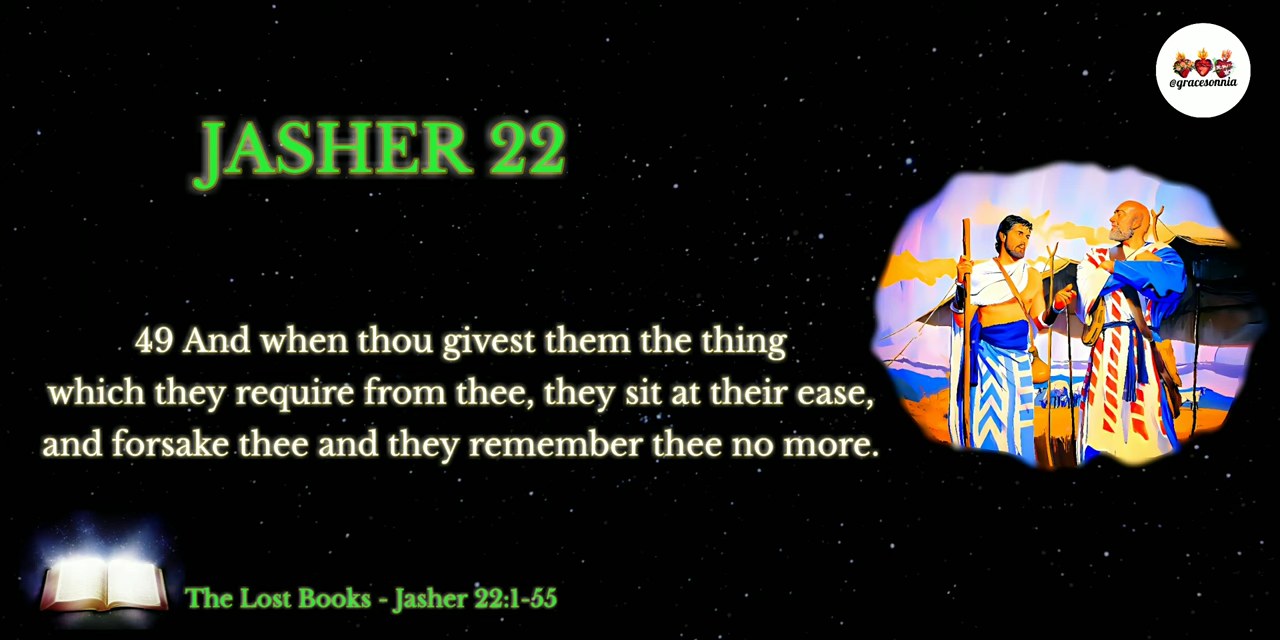 @gracesonnia
JASHER 22
49 And when thou givest them the thing
which they require from thee, they sit at their ease,
and forsake thee and they remember thee no more.
The Lost Books - Jasher 22:1-55